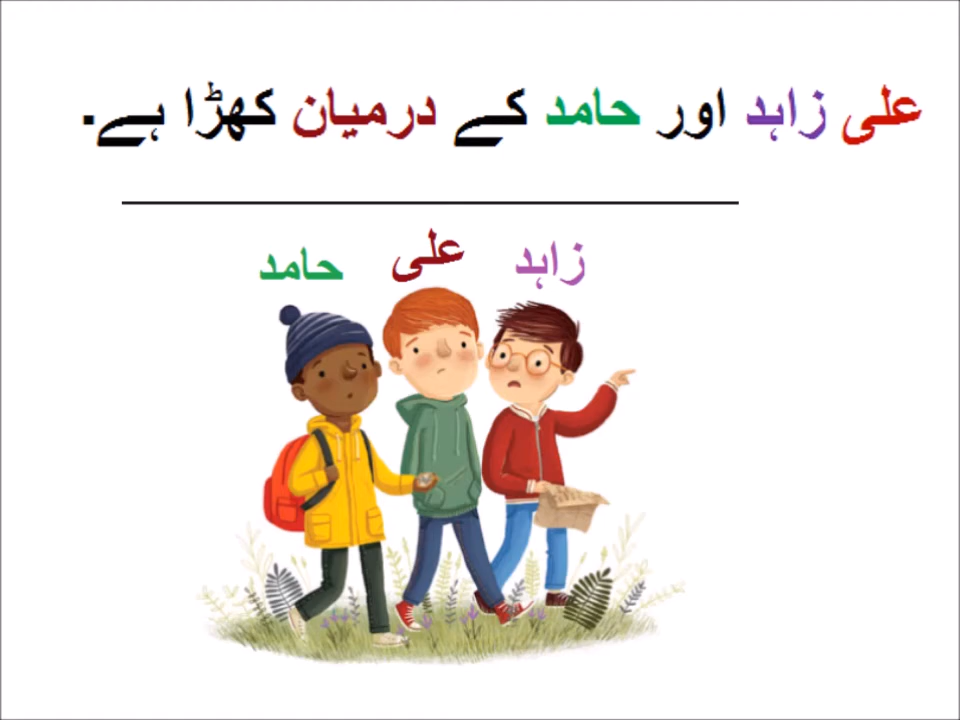 علی زاہد اور حامد کے درمیان کھڑا ہے۔
زاہد
علی
حامد